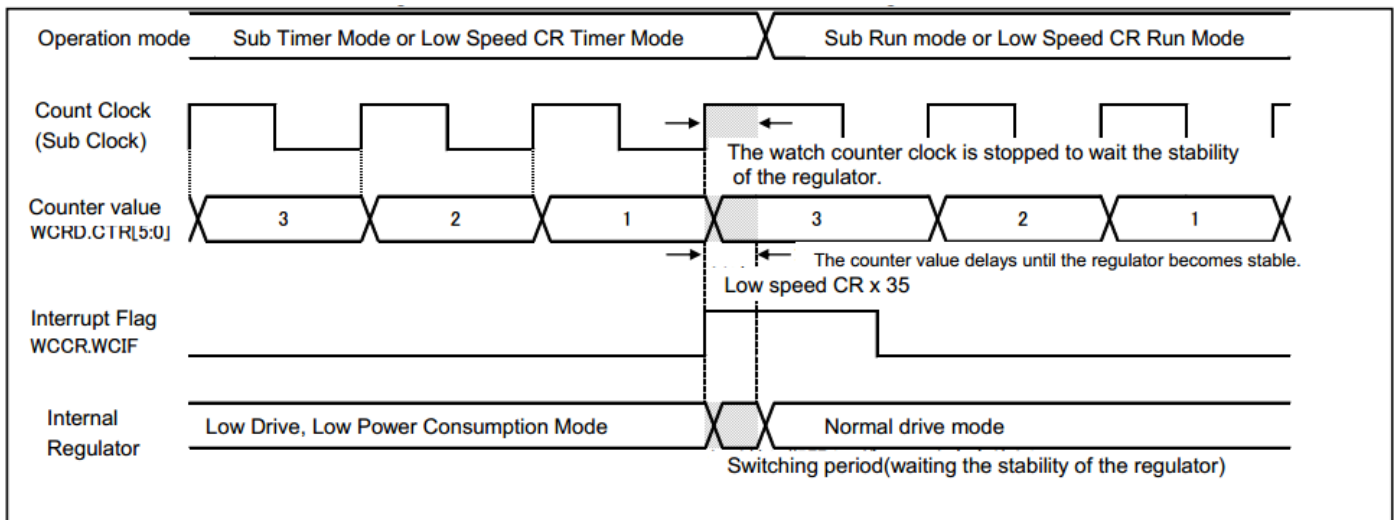 Operation mode Sub Timer Mode or Low Speed CR Timer Mode Sub Run mode or Low Speed CR Run Mode
Count Clock
(Sub Clock)
The watch counter clock is stopped to wait the stability
of the regulator.
Counter value
WCRD.CTR[5:0]
3 2 1 3 2 1
The counter value delays until the regulator becomes stable.
Low speed CR x 35
Interrupt Flag
WCCR.WCIF
Internal
Regulator
Low Drive, Low Power Consumption Mode Normal drive mode
Switching period(waiting the stability of the regulator)